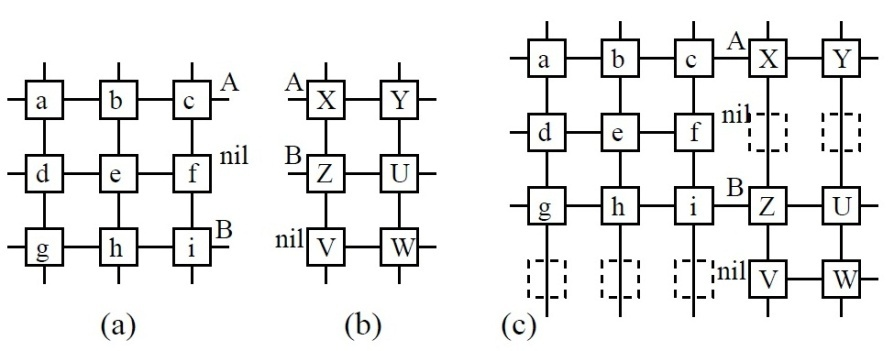 A
a b c
nil
d e f
B
g h i
(a)
A
X Y
B
Z U
nil
V W
(b)
A
a b c X Y
nil
d e f
B
g h i Z U
nil
V W
(c)